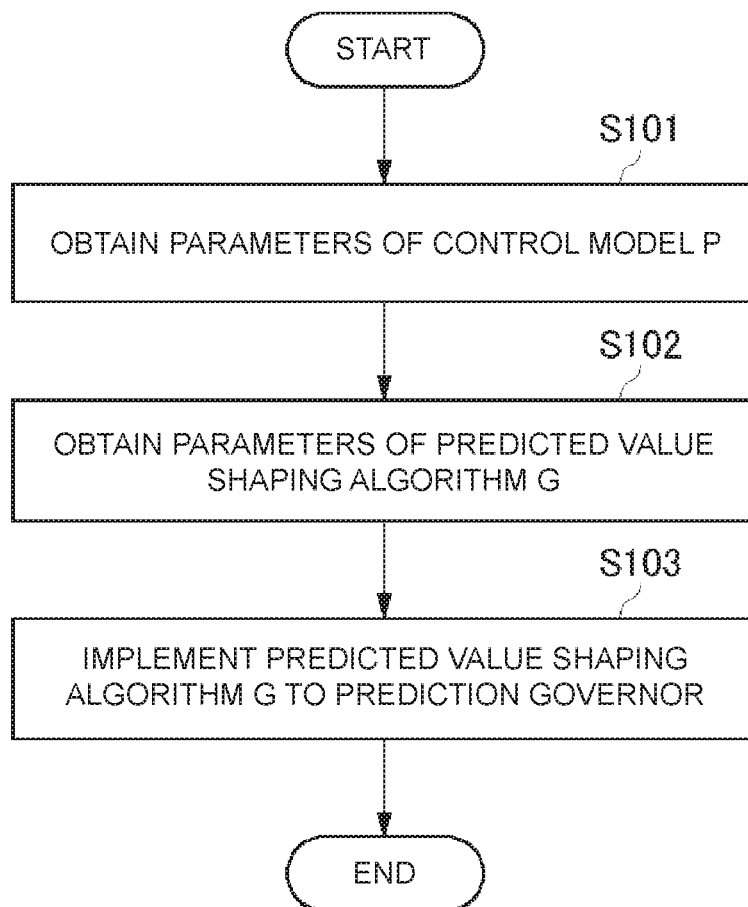 START
S101
OBTAIN PARAMETERS OF CONTROL MODEL P
S102
OBTAIN PARAMETERS OF PREDICTED VALUE
SHAPING ALGORITHM G
S103
IMPLEMENT PREDICTED VALUE SHAPING
ALGORITHM G TO PREDICTION GOVERNOR
END